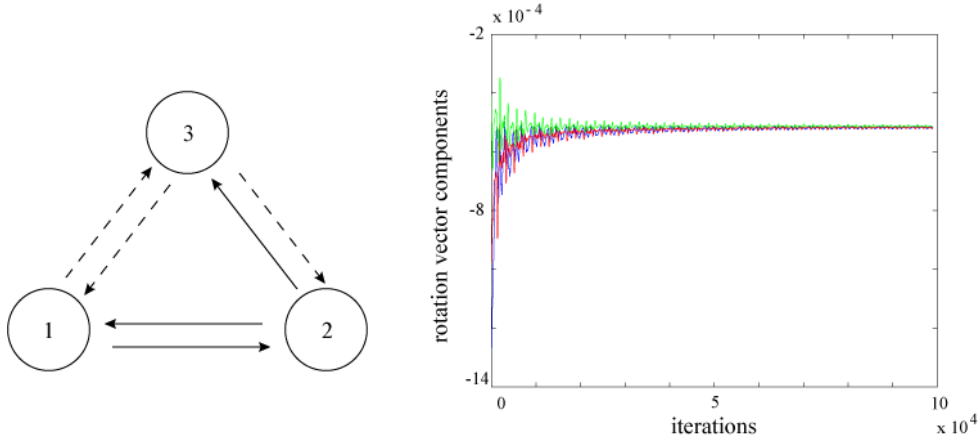 3
1
2
x 10⁻⁴
-2
-8
-14
rotation vector components
0
5
10
x 10⁴
iterations